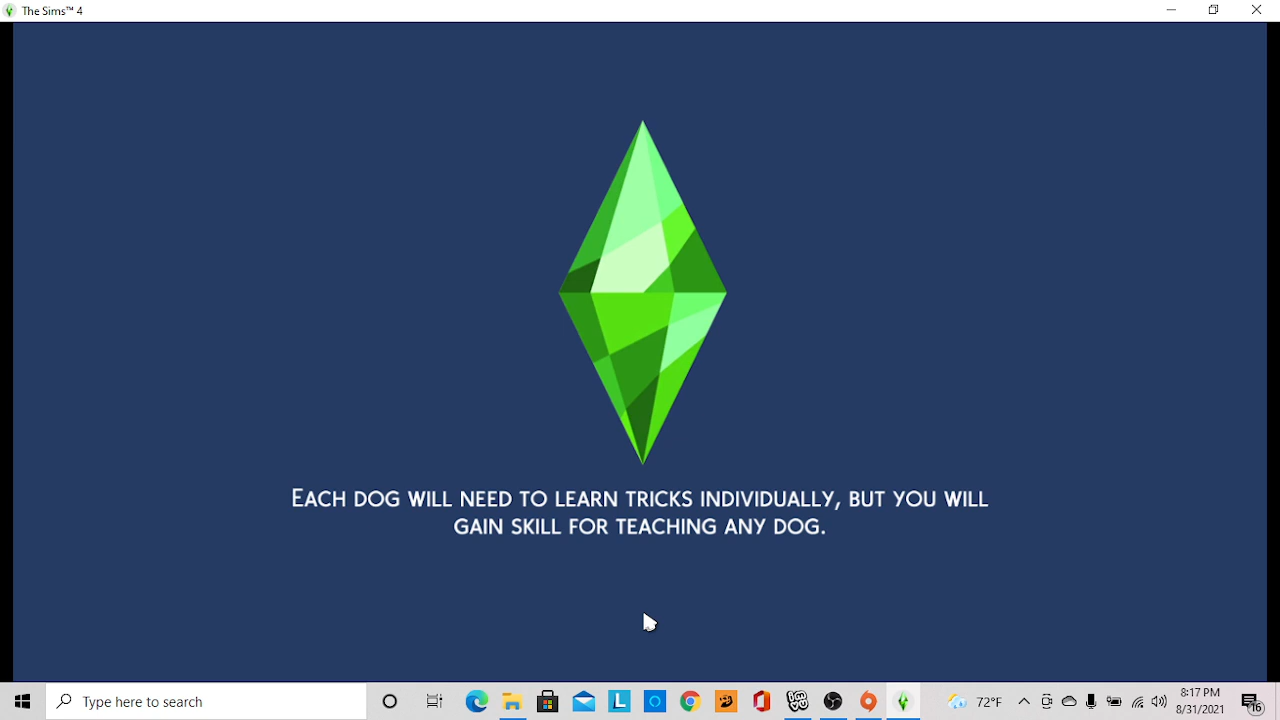 The Sims™ 4
Each dog will need to learn tricks individually, but you will
gain skill for teaching any dog.
Type here to search
L
72°F
8:17 PM
8/31/2021
16